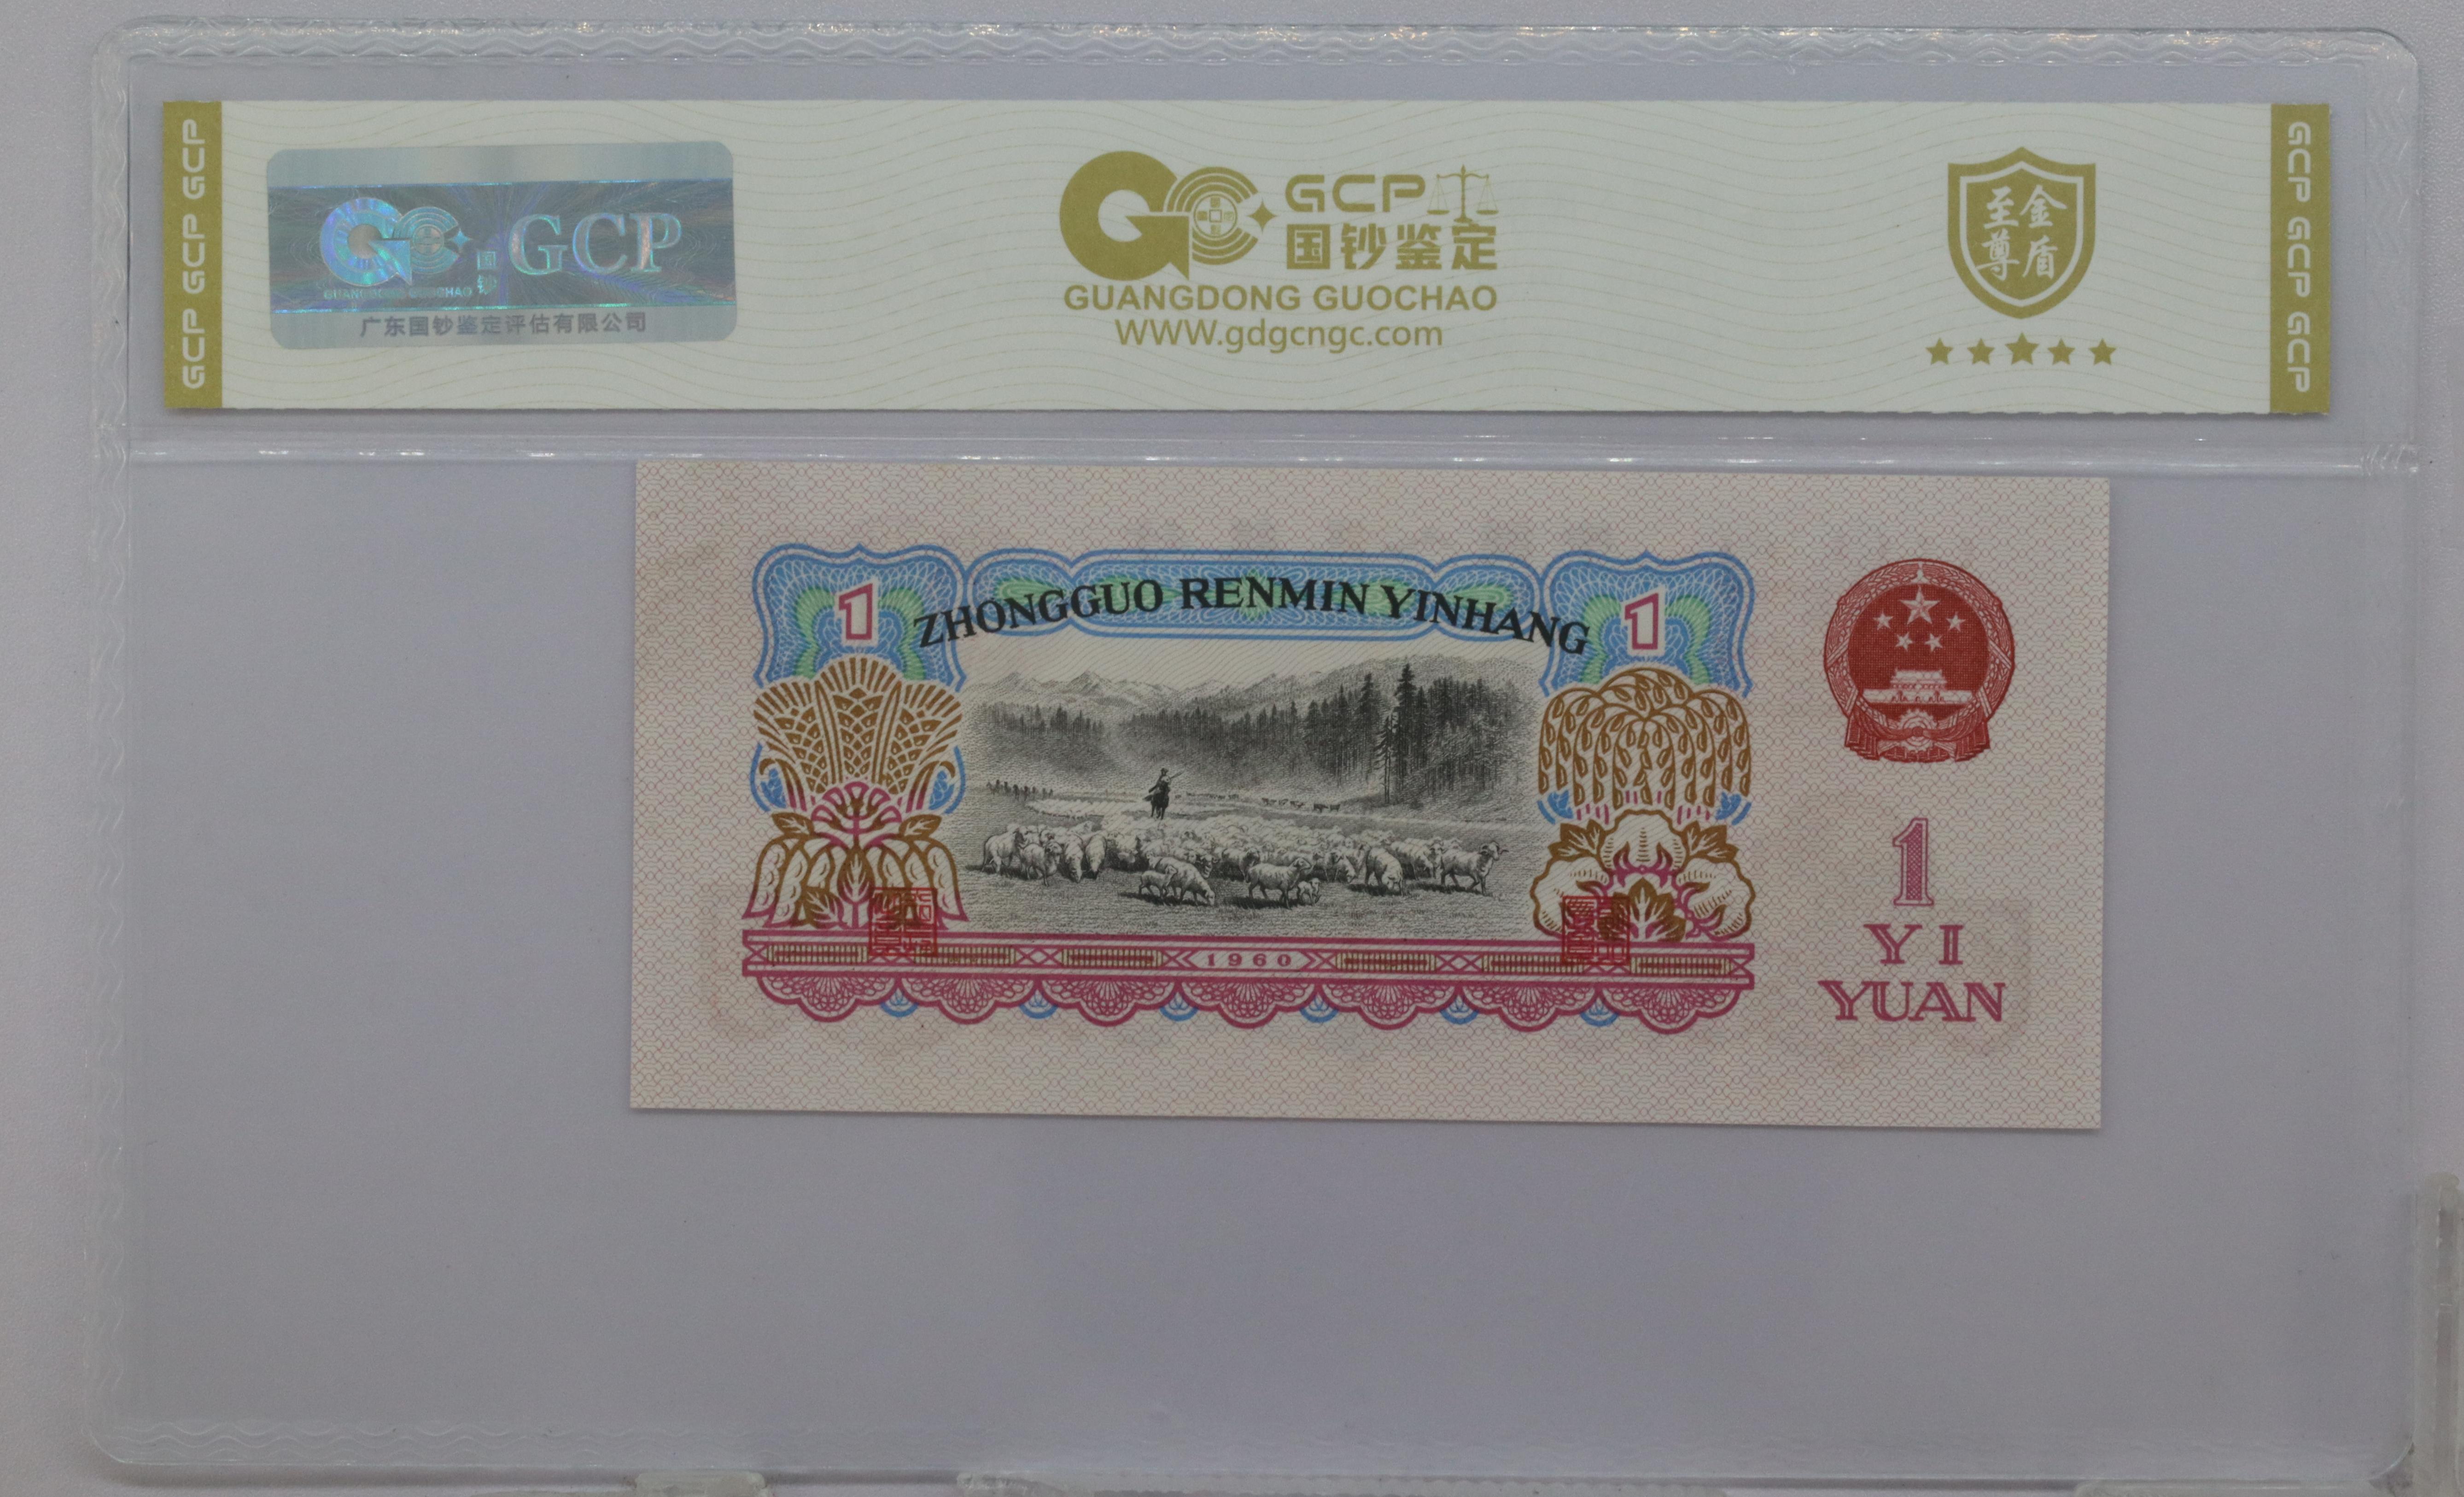 GCP GCP GCP
国钞
GCP
GUANGDONG GUOCHAO
广东国钞鉴定评估有限公司
GCP
国钞鉴定
GUANGDONG GUOCHAO
WWW.gdgcngc.com
至尊
金盾
GCP GCP GCP
1
ZHONGGUO RENMIN YINHANG
1
1960
1
YI
YUAN